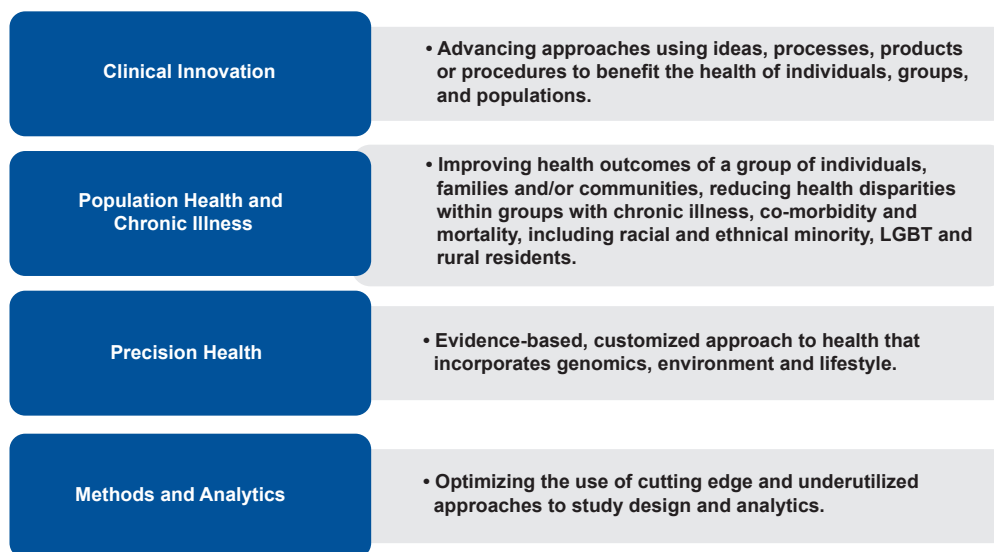 Clinical Innovation
• Advancing approaches using ideas, processes, products
or procedures to benefit the health of individuals, groups,
and populations.
Population Health and
Chronic Illness
• Improving health outcomes of a group of individuals,
families and/or communities, reducing health disparities
within groups with chronic illness, co-morbidity and
mortality, including racial and ethnical minority, LGBT and
rural residents.
Precision Health
• Evidence-based, customized approach to health that
incorporates genomics, environment and lifestyle.
Methods and Analytics
• Optimizing the use of cutting edge and underutilized
approaches to study design and analytics.